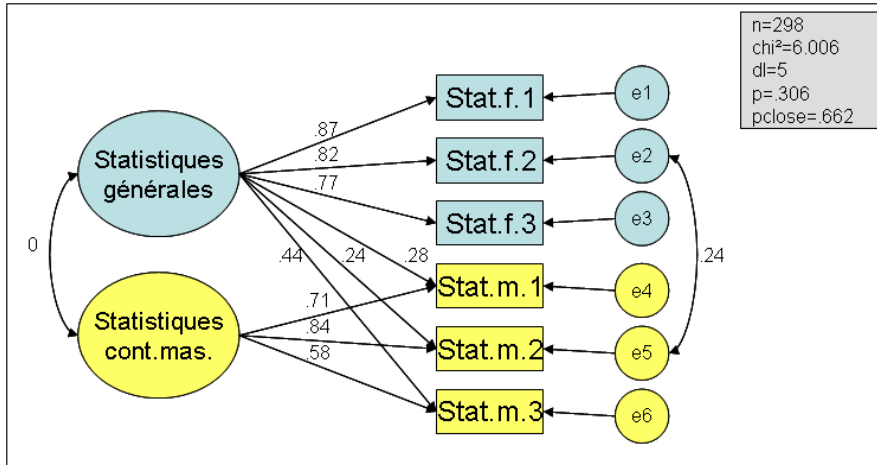 n=298
chi²=6.006
dl=5
p=.306
pclose=.662
Statistiques
générales
Statistiques
cont.mas.
0
.87
.82
.77
.44
.24
.28
.71
.84
.58
Stat.f.1
Stat.f.2
Stat.f.3
Stat.m.1
Stat.m.2
Stat.m.3
e1
e2
e3
e4
e5
e6
.24